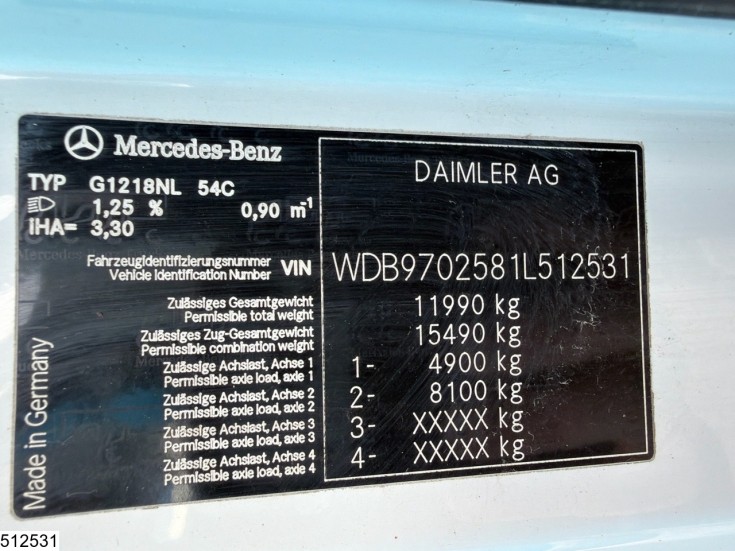 Mercedes-Benz
TYP G1218NL 54C
1,25 % 0,90 m⁻¹
iHA= 3,30
DAIMLER AG
Fahrzeugidentifizierungsnummer
Vehicle Identification Number VIN WDB9702581L512531
Zulässiges Gesamtgewicht
Permissible total weight 11990 kg
Zulässiges Zug-Gesamtgewicht
Permissible combination weight 15490 kg
Zulässige Achslast, Achse 1
Permissible axle load, axle 1 1- 4900 kg
Zulässige Achslast, Achse 2
Permissible axle load, axle 2 2- 8100 kg
Zulässige Achslast, Achse 3
Permissible axle load, axle 3 3- XXXXX kg
Zulässige Achslast, Achse 4
Permissible axle load, axle 4 4- XXXXX kg
Made in Germany
512531